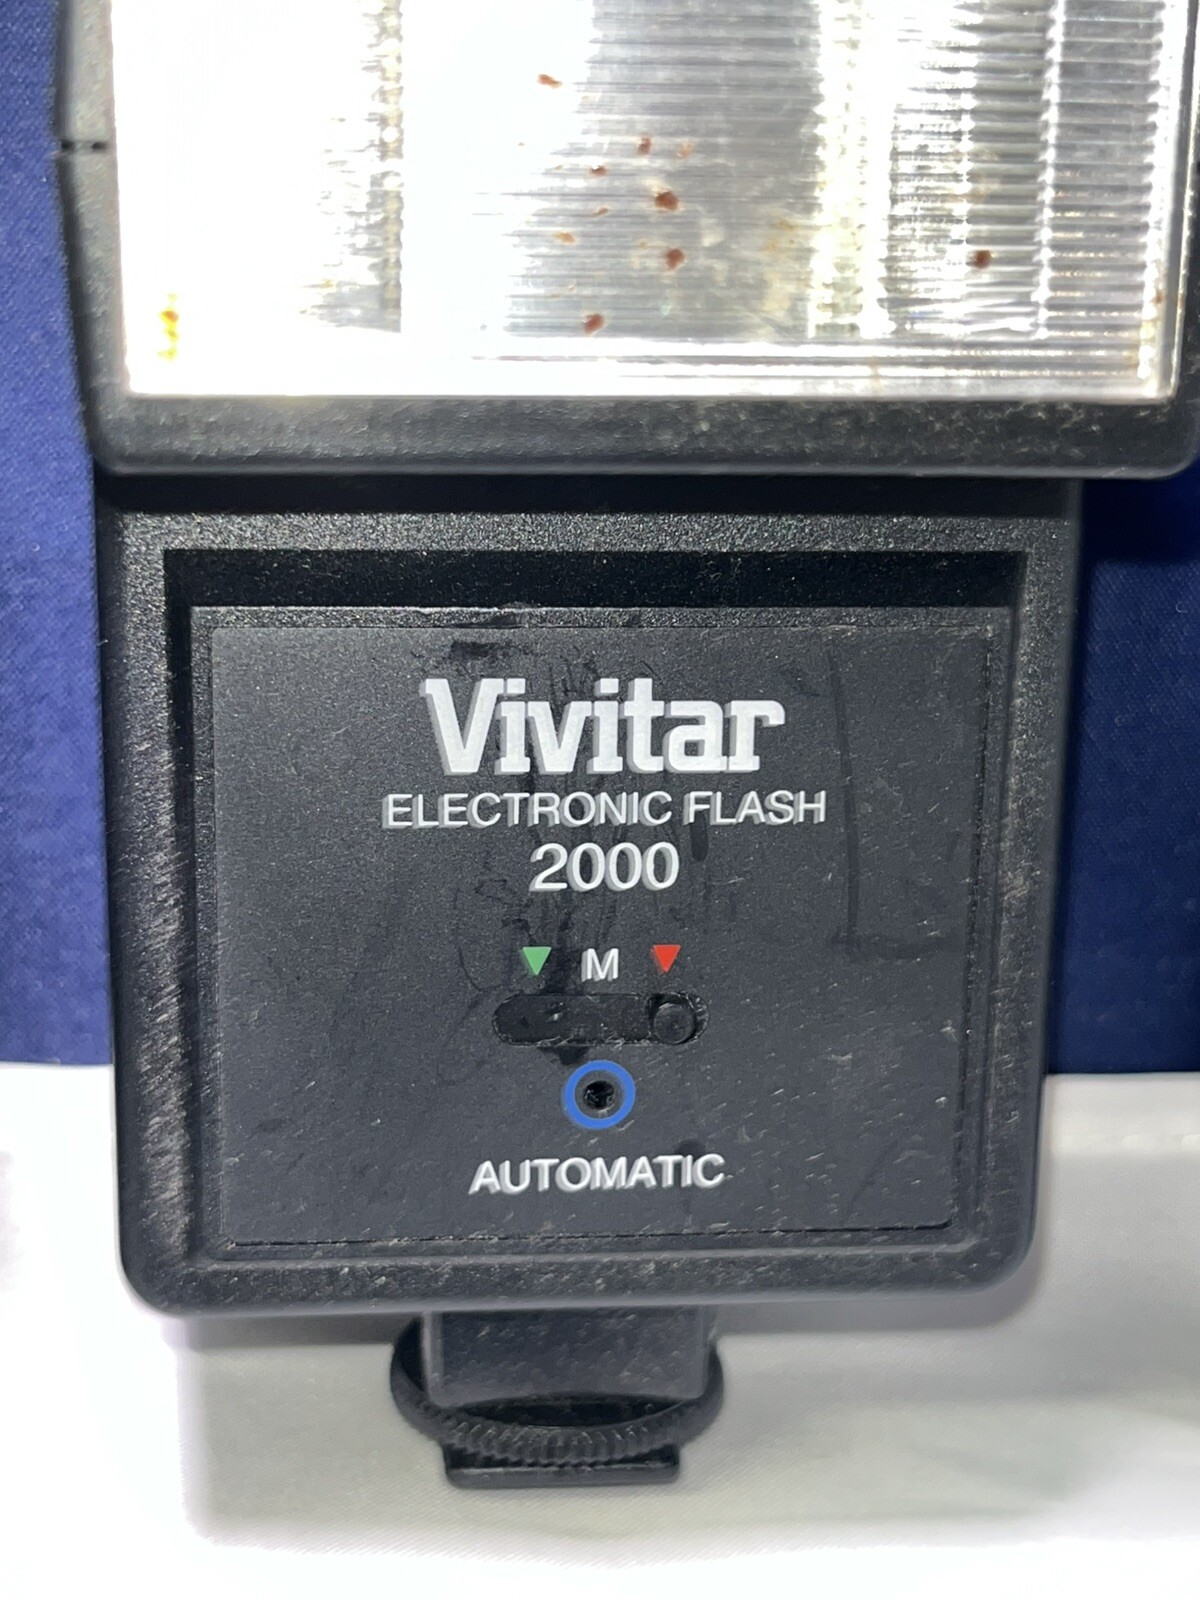 Vivitar
ELECTRONIC FLASH
2000
M
AUTOMATIC